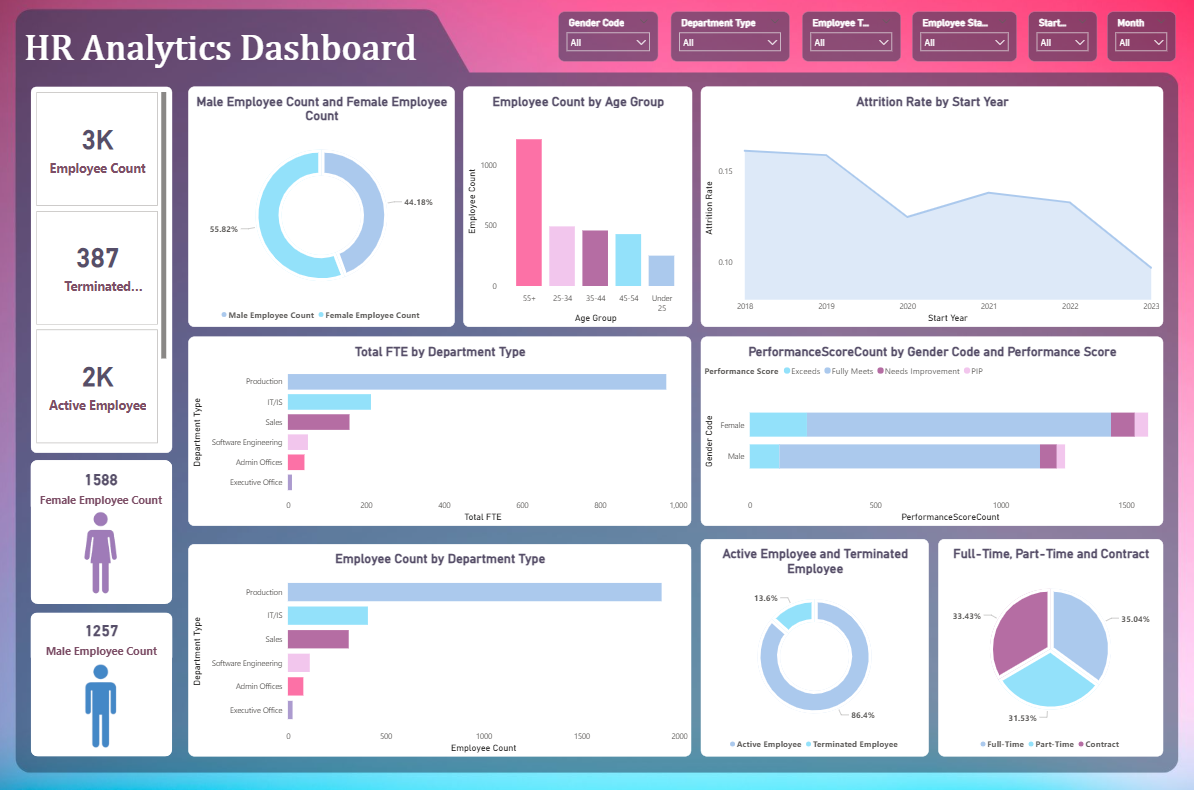 HR Analytics Dashboard
Gender Code
All
Department Type
All
Employee T...
All
Employee Sta...
All
Start...
All
Month
All
3K
Employee Count
387
Terminated...
2K
Active Employee
1588
Female Employee Count
1257
Male Employee Count
Male Employee Count and Female Employee
Count
44.18%
55.82%
Male Employee Count
Female Employee Count
Employee Count by Age Group
Employee Count
1000
500
0
55+
25-34
35-44
45-54
Under
25
Age Group
Attrition Rate by Start Year
Attrition Rate
0.15
0.10
2018
2019
2020
2021
2022
2023
Start Year
Total FTE by Department Type
Department Type
Production
IT/IS
Sales
Software Engineering
Admin Offices
Executive Office
0
200
400
600
800
1,000
Total FTE
PerformanceScoreCount by Gender Code and Performance Score
Performance Score
Exceeds
Fully Meets
Needs Improvement
PIP
Gender Code
Female
Male
0
500
1000
1500
PerformanceScoreCount
Employee Count by Department Type
Department Type
Production
IT/IS
Sales
Software Engineering
Admin Offices
Executive Office
0
500
1000
1500
2000
Employee Count
Active Employee and Terminated
Employee
13.6%
86.4%
Active Employee
Terminated Employee
Full-Time, Part-Time and Contract
33.43%
35.04%
31.53%
Full-Time
Part-Time
Contract